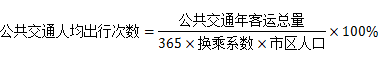 公共交通人均出行次数 = 公共交通年客运总量 / 365 × 换乘系数 × 市区人口 × 100%